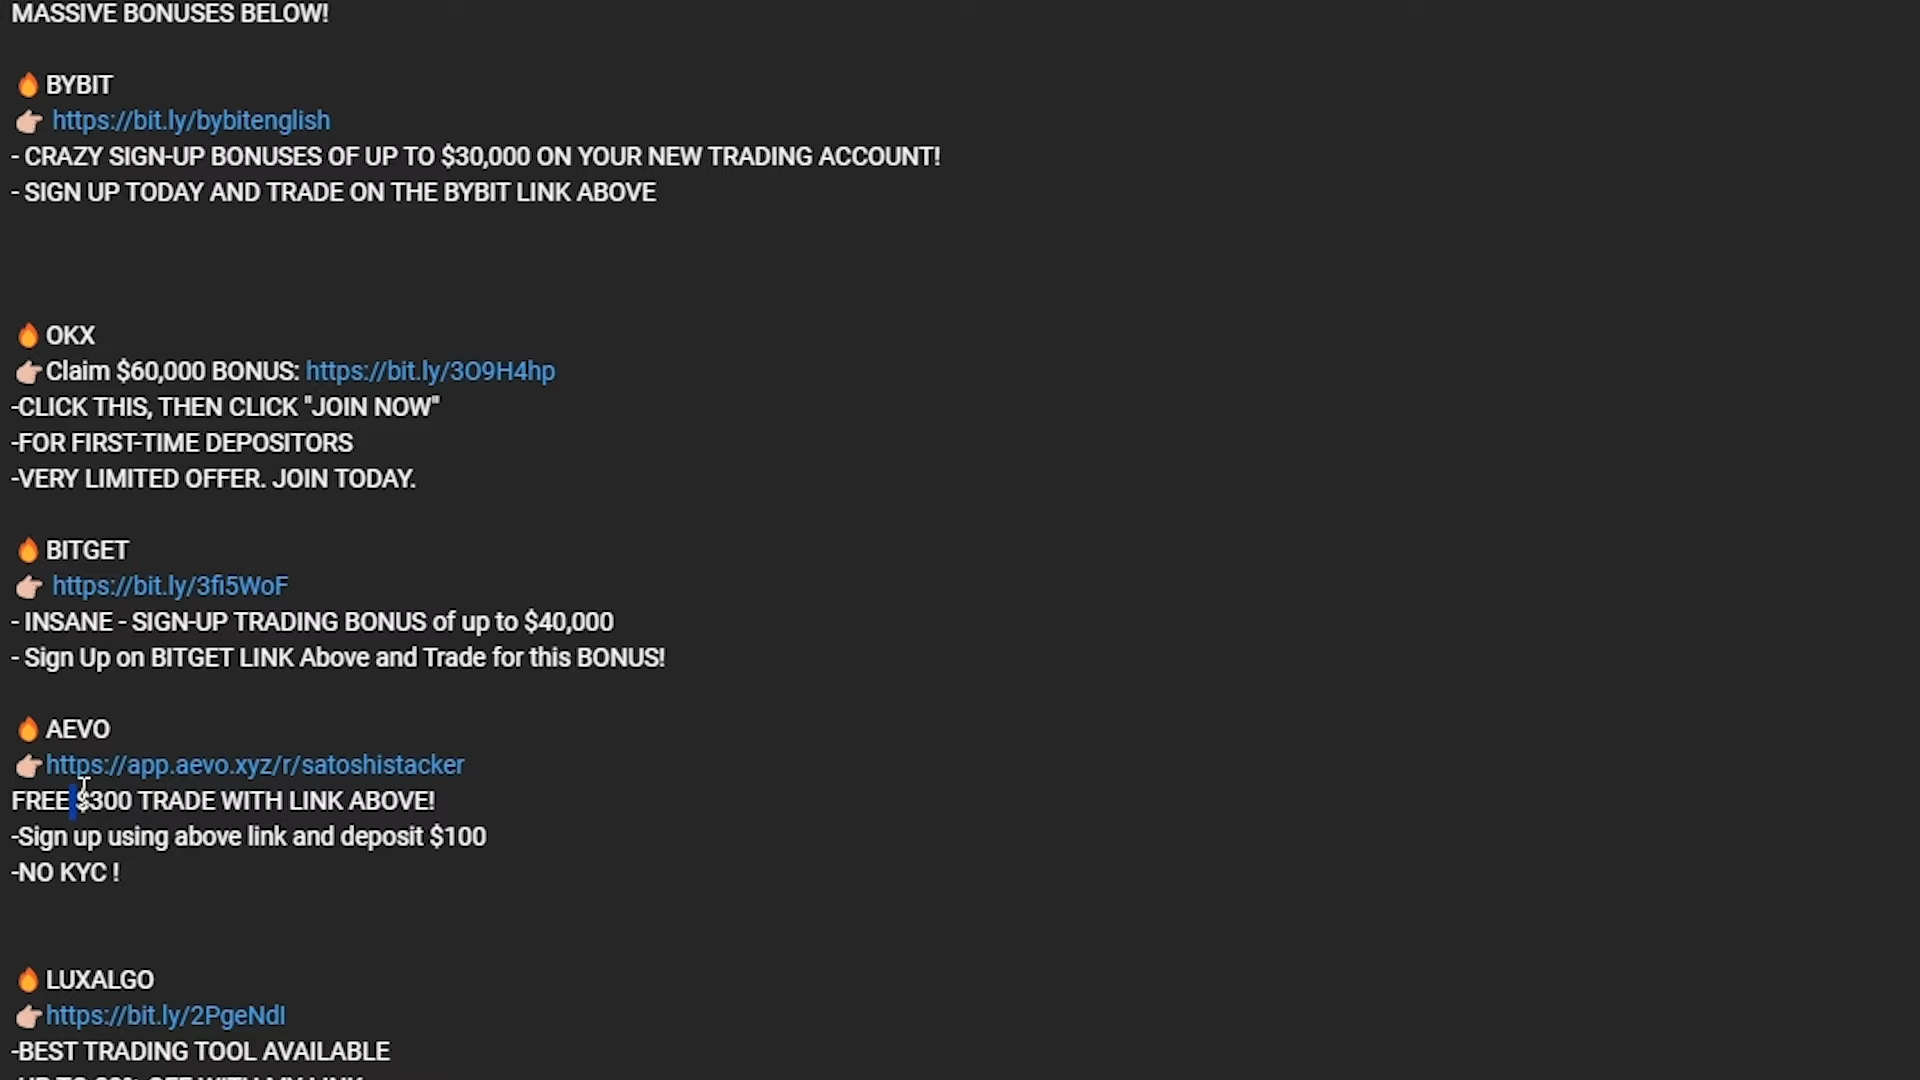 MASSIVE BONUSES BELOW!
🔥BYBIT
👉 https://bit.ly/bybitenglish
- CRAZY SIGN-UP BONUSES OF UP TO $30,000 ON YOUR NEW TRADING ACCOUNT!
- SIGN UP TODAY AND TRADE ON THE BYBIT LINK ABOVE
🔥OKX
👉Claim $60,000 BONUS: https://bit.ly/3O9H4hp
-CLICK THIS, THEN CLICK "JOIN NOW"
-FOR FIRST-TIME DEPOSITORS
-VERY LIMITED OFFER. JOIN TODAY.
🔥BITGET
👉 https://bit.ly/3fi5WoF
- INSANE - SIGN-UP TRADING BONUS of up to $40,000
- Sign Up on BITGET LINK Above and Trade for this BONUS!
🔥AEVO
👉https://app.aevo.xyz/r/satoshistacker
FREE $300 TRADE WITH LINK ABOVE!
-Sign up using above link and deposit $100
-NO KYC !
🔥LUXALGO
👉https://bit.ly/2PgeNdI
-BEST TRADING TOOL AVAILABLE